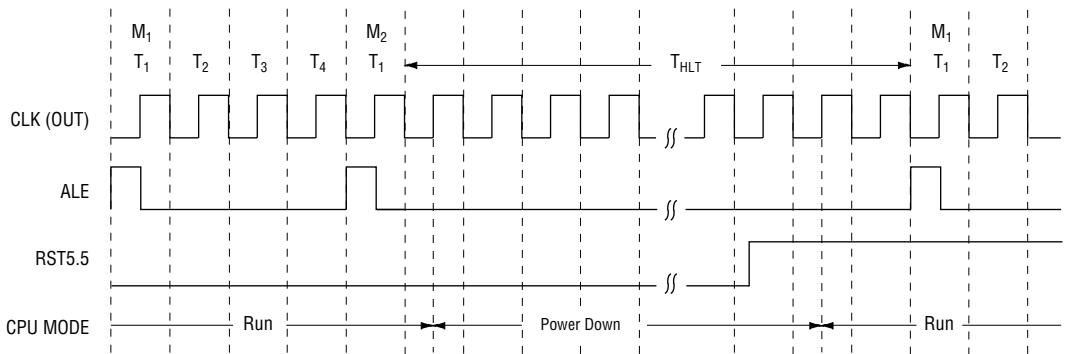 M₁ M₂ M₁
T₁ T₂ T₃ T₄ T₁ T_HLT T₁ T₂
CLK (OUT)
ALE
RST5.5
CPU MODE Run Power Down Run